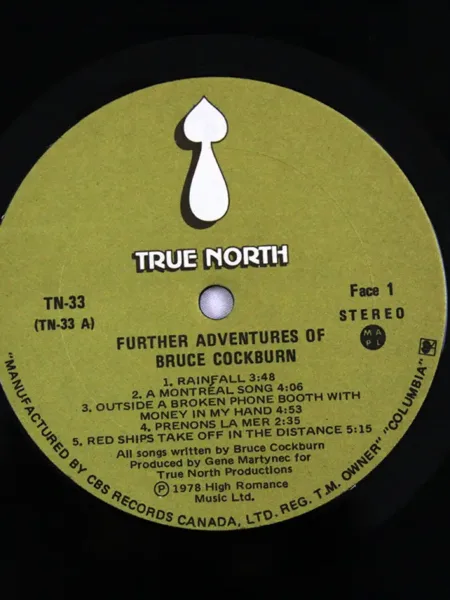 TRUE NORTH
TN-33
(TN-33 A)
Face 1
STEREO
M A
P L
FURTHER ADVENTURES OF
BRUCE COCKBURN
1. RAINFALL 3:48
2. A MONTRÉAL SONG 4:06
3. OUTSIDE A BROKEN PHONE BOOTH WITH
MONEY IN MY HAND 4:53
4. PRENONS LA MER 2:35
5. RED SHIPS TAKE OFF IN THE DISTANCE 5:15
All songs written by Bruce Cockburn
Produced by Gene Martynec for
True North Productions
Ⓟ 1978 High Romance
Music Ltd.
"MANUFACTURED BY CBS RECORDS CANADA, LTD. REG. T.M. OWNER" "COLUMBIA"